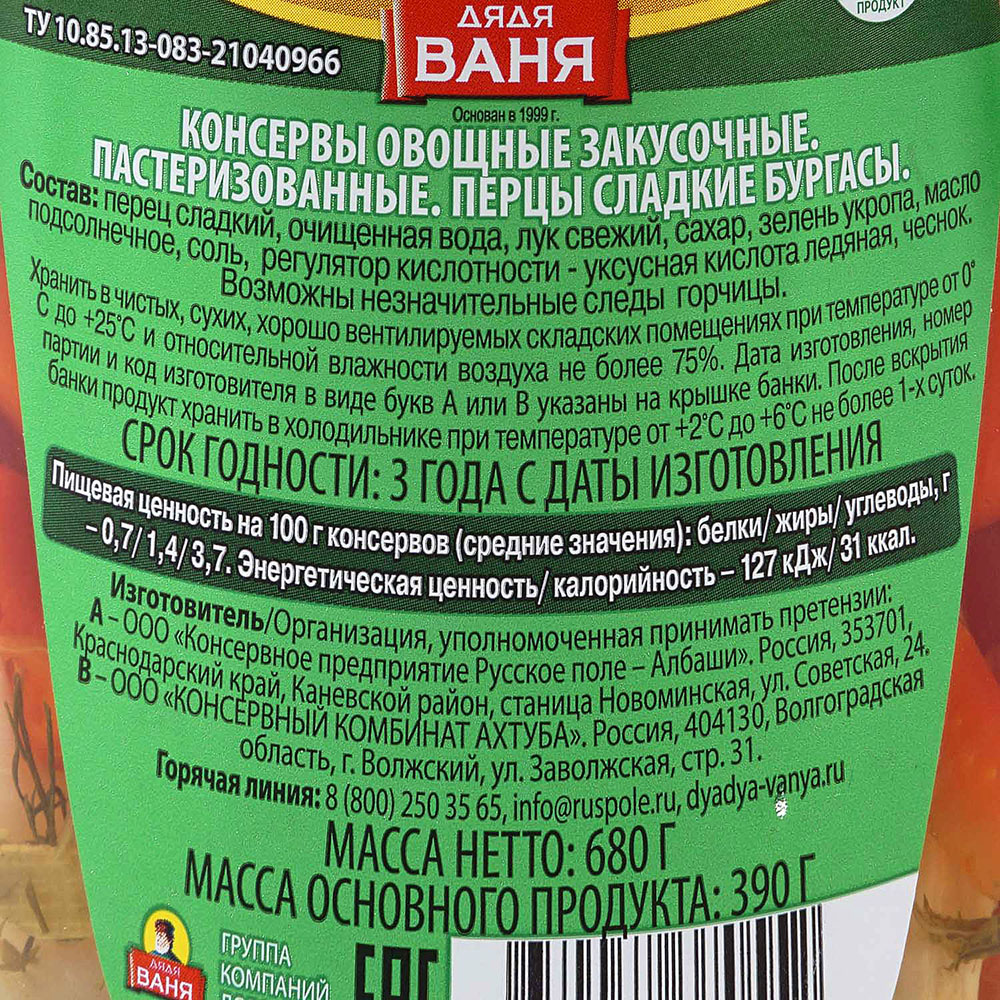 ТУ 10.85.13-083-21040966
ДЯДЯ
ВАНЯ
ПРОДУКТ
Основан в 1999 г.
КОНСЕРВЫ ОВОЩНЫЕ ЗАКУСОЧНЫЕ.
ПАСТЕРИЗОВАННЫЕ. ПЕРЦЫ СЛАДКИЕ БУРГАСЫ.
Состав: перец сладкий, очищенная вода, лук свежий, сахар, зелень укропа, масло
подсолнечное, соль, регулятор кислотности - уксусная кислота ледяная, чеснок.
Возможны незначительные следы горчицы.
Хранить в чистых, сухих, хорошо вентилируемых складских помещениях при температуре от 0°
С до +25°С и относительной влажности воздуха не более 75%. Дата изготовления, номер
партии и код изготовителя в виде букв А или В указаны на крышке банки. После вскрытия
банки продукт хранить в холодильнике при температуре от +2°С до +6°С не более 1-х суток.
СРОК ГОДНОСТИ: 3 ГОДА С ДАТЫ ИЗГОТОВЛЕНИЯ
Пищевая ценность на 100 г консервов (средние значения): белки/ жиры/ углеводы, г
– 0,7/ 1,4/ 3,7. Энергетическая ценность/ калорийность – 127 кДж/ 31 ккал.
Изготовитель/Организация, уполномоченная принимать претензии:
А – ООО «Консервное предприятие Русское поле – Албаши». Россия, 353701,
Краснодарский край, Каневской район, станица Новоминская, ул. Советская, 24.
В – ООО «КОНСЕРВНЫЙ КОМБИНАТ АХТУБА». Россия, 404130, Волгоградская
область, г. Волжский, ул. Заволжская, стр. 31.
Горячая линия: 8 (800) 250 35 65, info@ruspole.ru, dyadya-vanya.ru
МАССА НЕТТО: 680 Г
МАССА ОСНОВНОГО ПРОДУКТА: 390 Г
ДЯДЯ
ВАНЯ
ГРУППА
КОМПАНИЙ
ЕАС